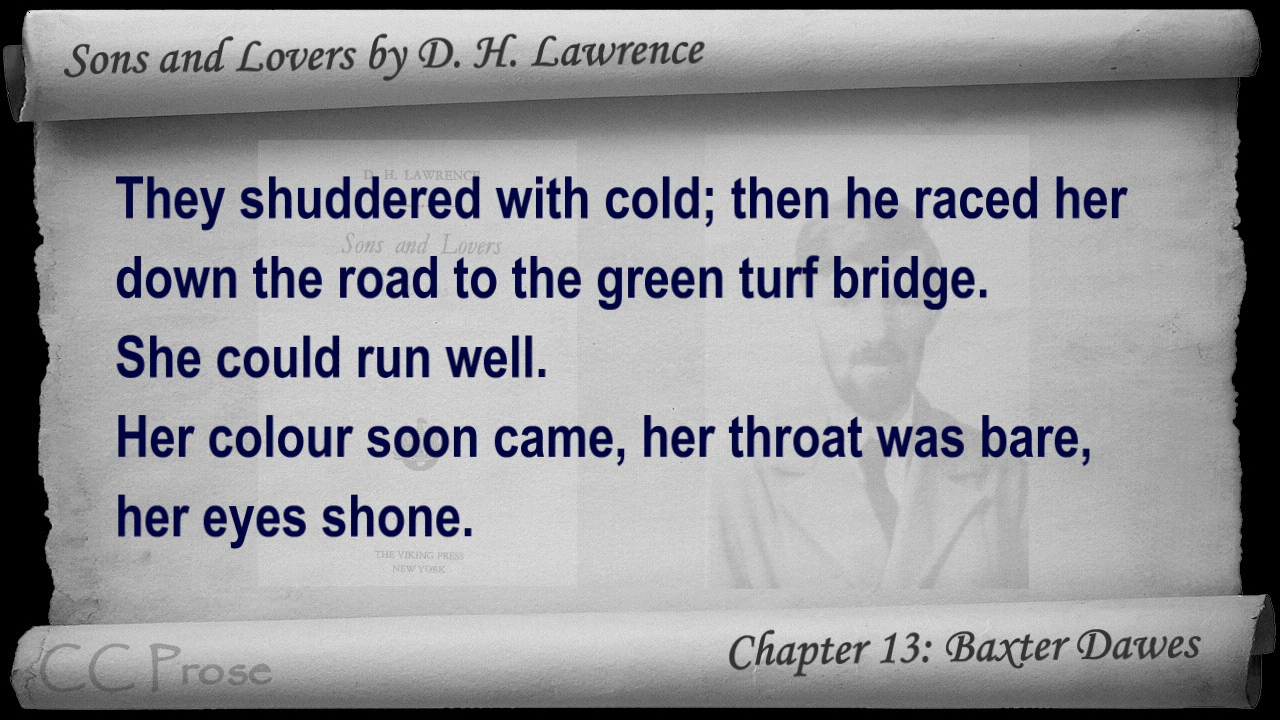 Sons and Lovers by D. H. Lawrence
D. H. LAWRENCE
Sons and Lovers
They shuddered with cold; then he raced her
down the road to the green turf bridge.
She could run well.
Her colour soon came, her throat was bare,
her eyes shone.
THE VIKING PRESS
NEW YORK
Chapter 13: Baxter Dawes
CC Prose